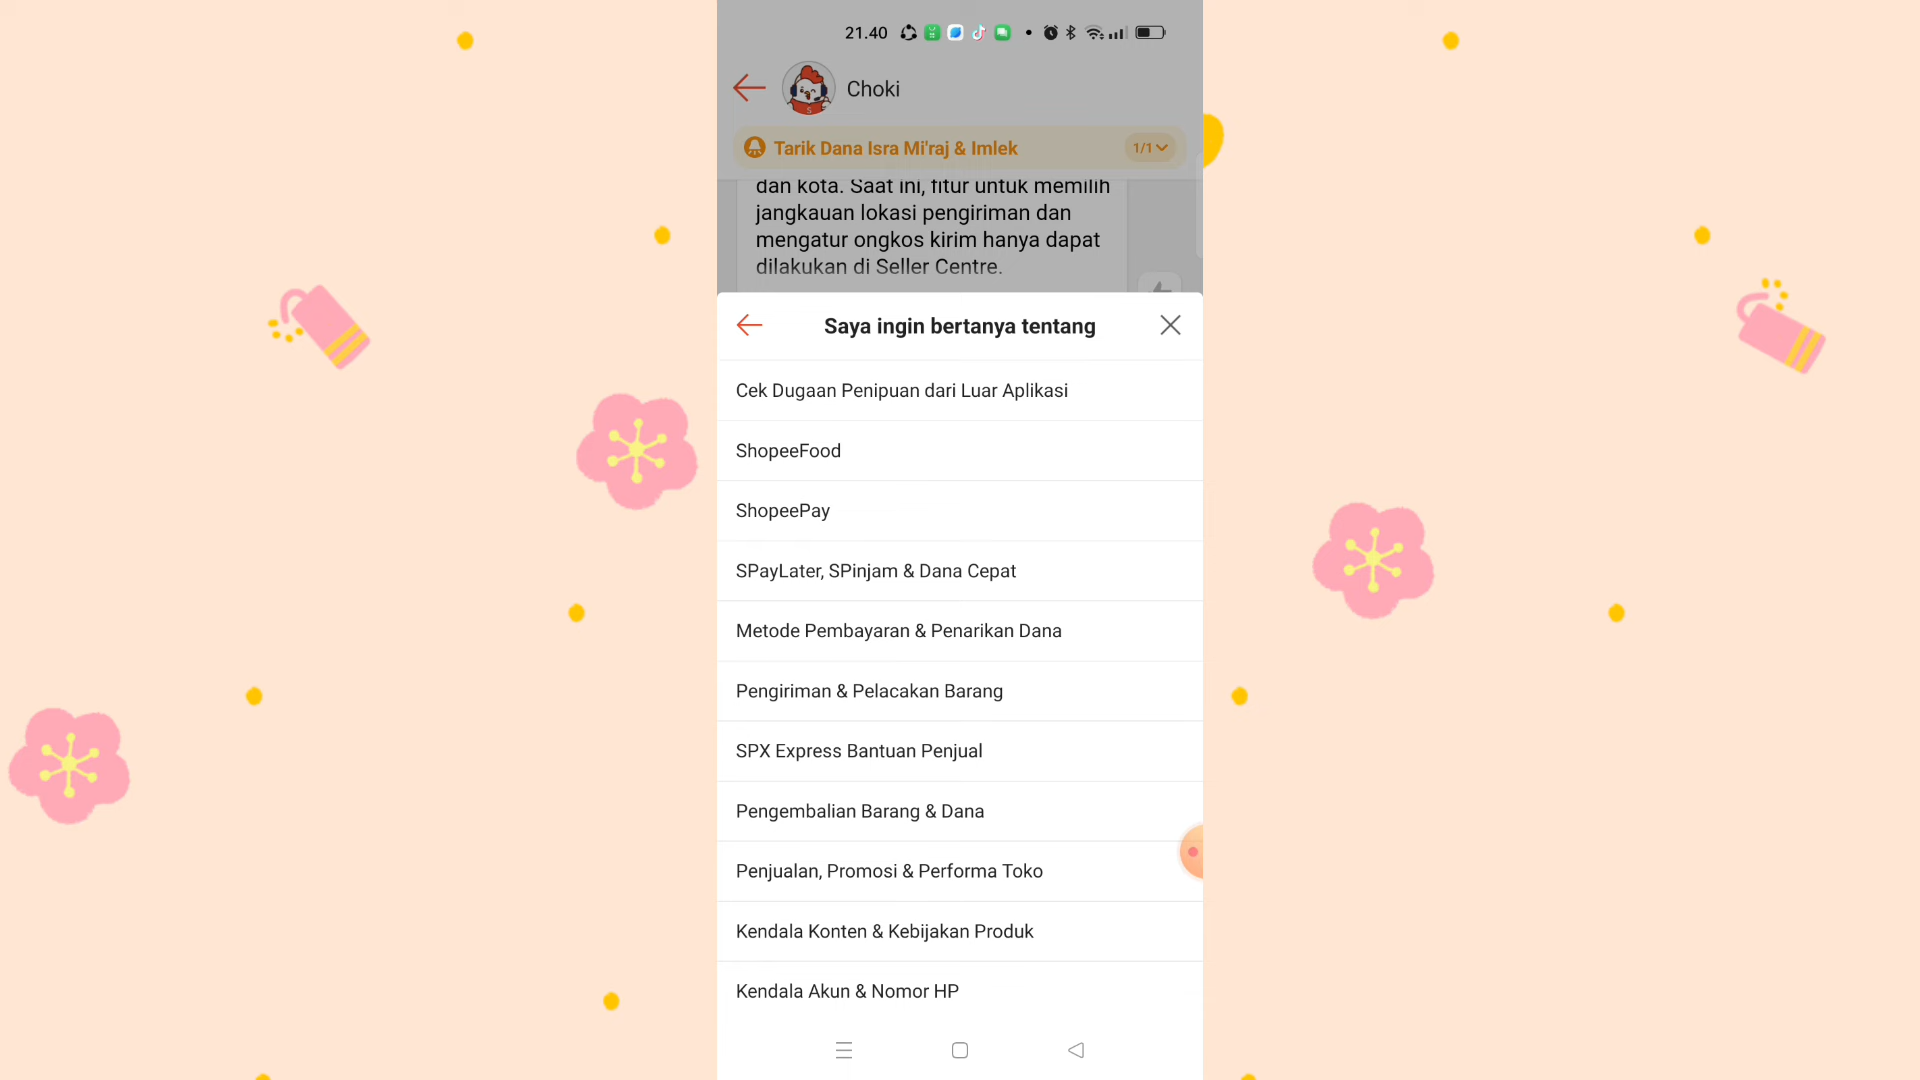 21.40
Choki
Tarik Dana Isra Mi'raj & Imlek
1/1
dan kota. Saat ini, fitur untuk memilih
jangkauan lokasi pengiriman dan
mengatur ongkos kirim hanya dapat
dilakukan di Seller Centre.
Saya ingin bertanya tentang
Cek Dugaan Penipuan dari Luar Aplikasi
ShopeeFood
ShopeePay
SPayLater, SPinjam & Dana Cepat
Metode Pembayaran & Penarikan Dana
Pengiriman & Pelacakan Barang
SPX Express Bantuan Penjual
Pengembalian Barang & Dana
Penjualan, Promosi & Performa Toko
Kendala Konten & Kebijakan Produk
Kendala Akun & Nomor HP